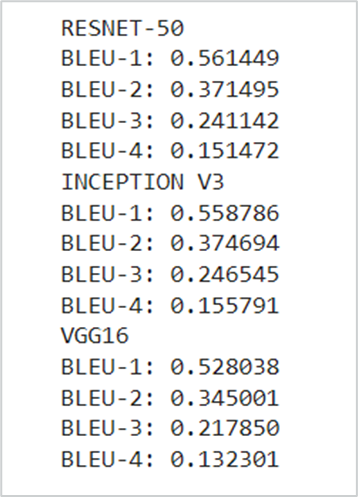 RESNET-50
BLEU-1: 0.561449
BLEU-2: 0.371495
BLEU-3: 0.241142
BLEU-4: 0.151472
INCEPTION V3
BLEU-1: 0.558786
BLEU-2: 0.374694
BLEU-3: 0.246545
BLEU-4: 0.155791
VGG16
BLEU-1: 0.528038
BLEU-2: 0.345001
BLEU-3: 0.217850
BLEU-4: 0.132301